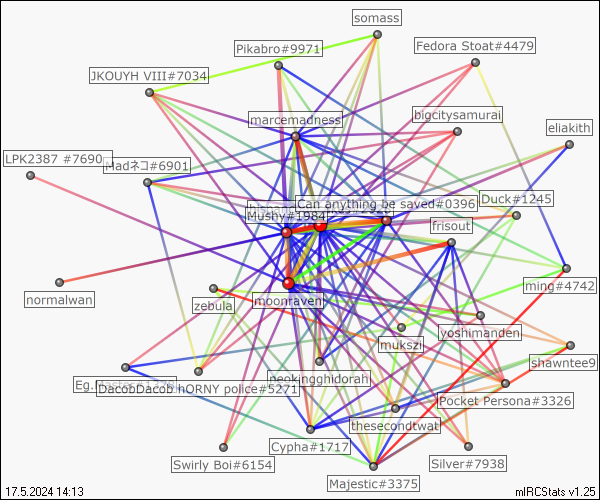 somass
Pikabro#9971
Fedora Stoat#4479
JKOUYH VIII#7034
marcemadness
bigcitysamurai
eliakith
LPK2387 #7690
Madネコ#6901
Can anything be saved#0396
Duck#1245
Mushy#1984
frisout
ming#4742
normalwan
zebula
moonraven
yoshimanden
mukszi
shawntee9
neokingghidorah
DacobDacob.hORNY police#5271
Pocket Persona#3326
thesecondtwat
Cypha#1717
Swirly Boi#6154
Silver#7938
Majestic#3375
17.5.2024 14:13
mIRCStats v1.25